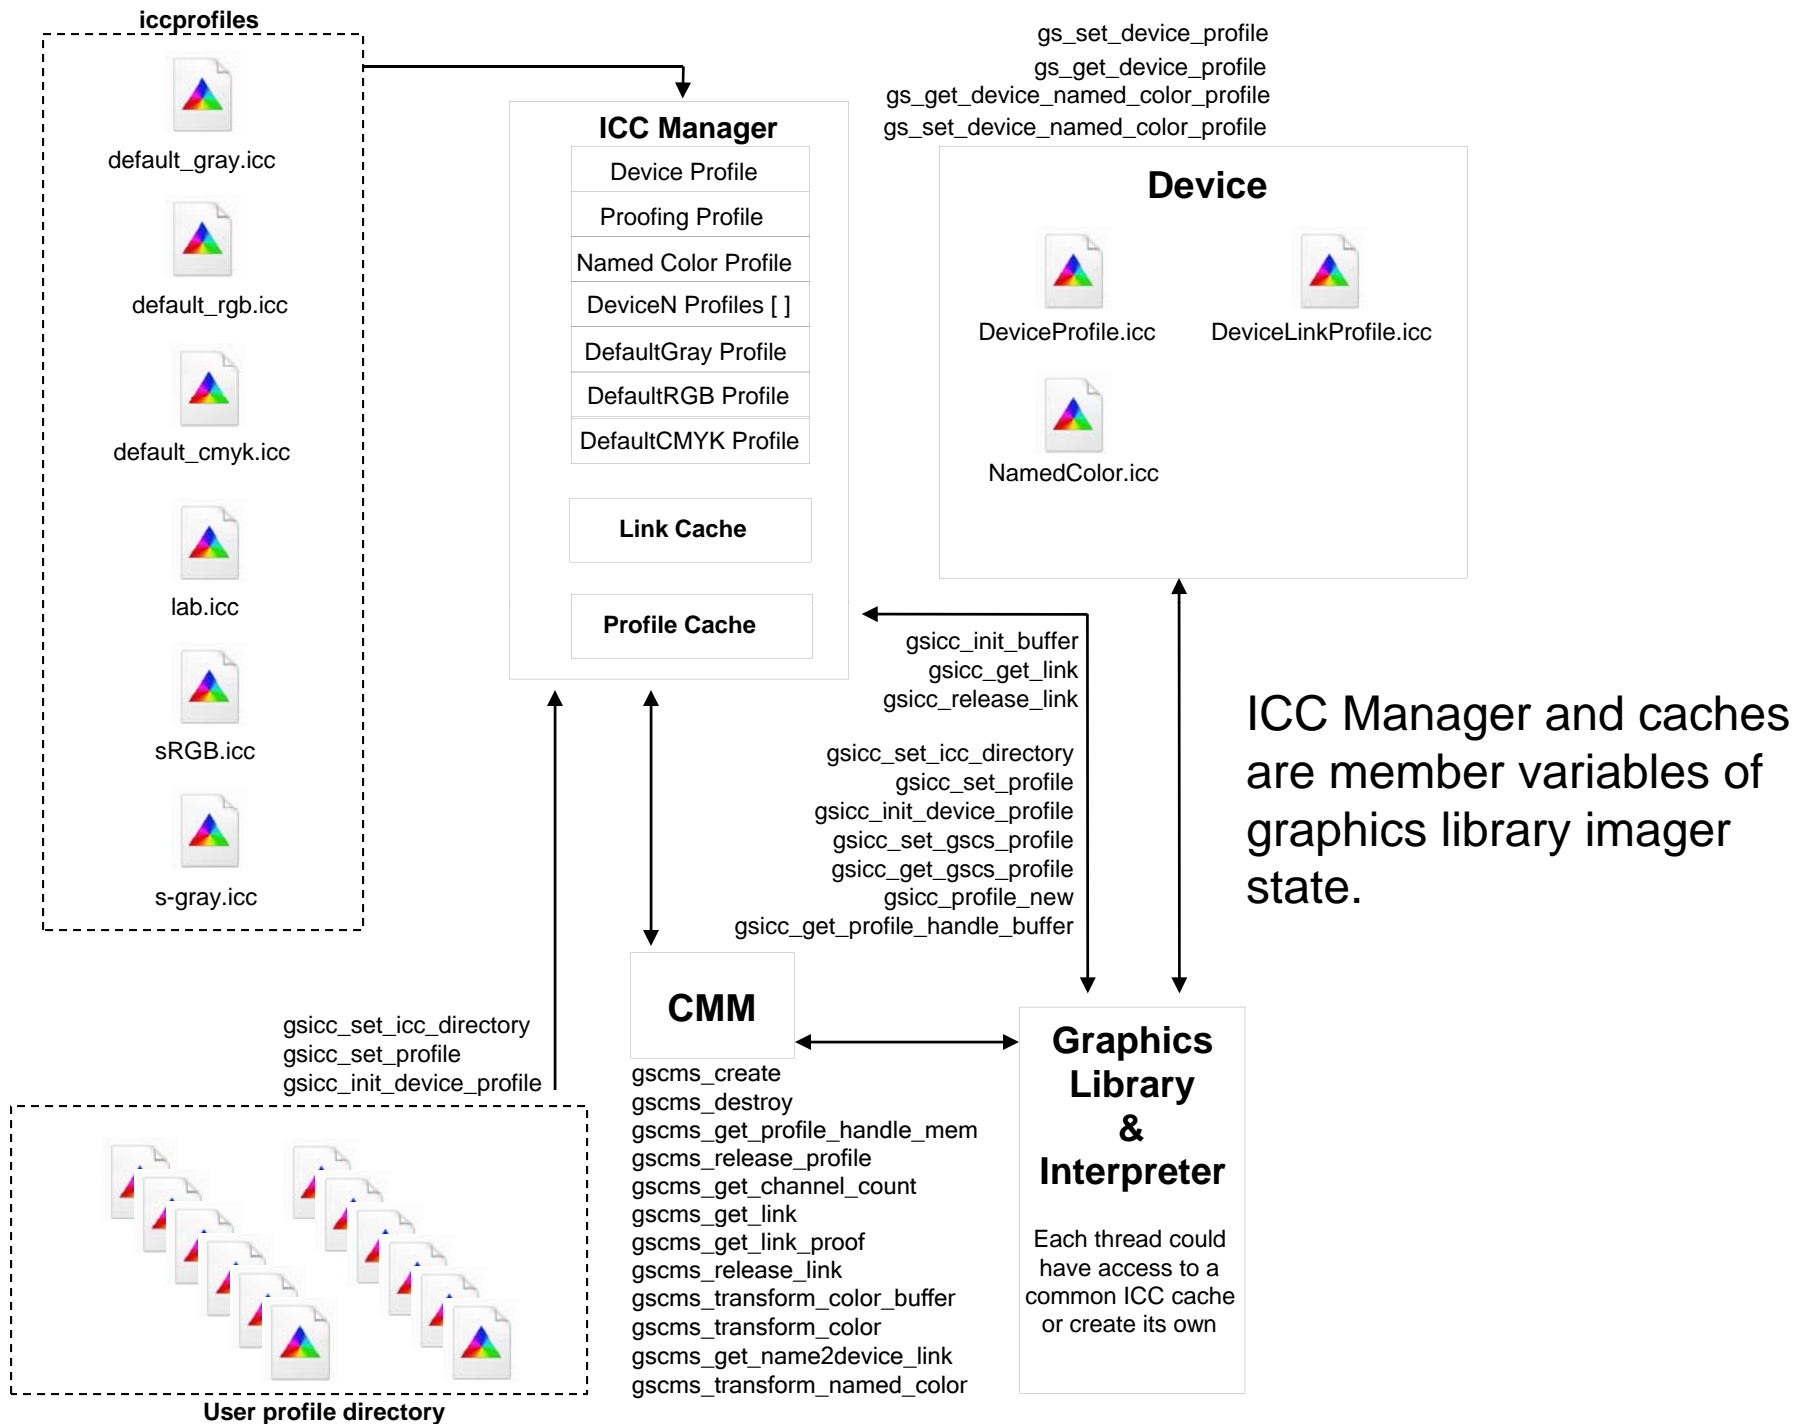 iccprofiles
default_gray.icc
default_rgb.icc
default_cmyk.icc
lab.icc
sRGB.icc
s-gray.icc
ICC Manager
Device Profile
Proofing Profile
Named Color Profile
DeviceN Profiles [ ]
DefaultGray Profile
DefaultRGB Profile
DefaultCMYK Profile
Link Cache
Profile Cache
gs_set_device_profile
gs_get_device_profile
gs_get_device_named_color_profile
gs_set_device_named_color_profile
Device
DeviceProfile.icc
DeviceLinkProfile.icc
NamedColor.icc
gsicc_init_buffer
gsicc_get_link
gsicc_release_link
gsicc_set_icc_directory
gsicc_set_profile
gsicc_init_device_profile
gsicc_set_gscs_profile
gsicc_get_gscs_profile
gsicc_profile_new
gsicc_get_profile_handle_buffer
ICC Manager and caches
are member variables of
graphics library imager
state.
gsicc_set_icc_directory
gsicc_set_profile
gsicc_init_device_profile
User profile directory
CMM
gscms_create
gscms_destroy
gscms_get_profile_handle_mem
gscms_release_profile
gscms_get_channel_count
gscms_get_link
gscms_get_link_proof
gscms_release_link
gscms_transform_color_buffer
gscms_transform_color
gscms_get_name2device_link
gscms_transform_named_color
Graphics
Library
&
Interpreter
Each thread could
have access to a
common ICC cache
or create its own